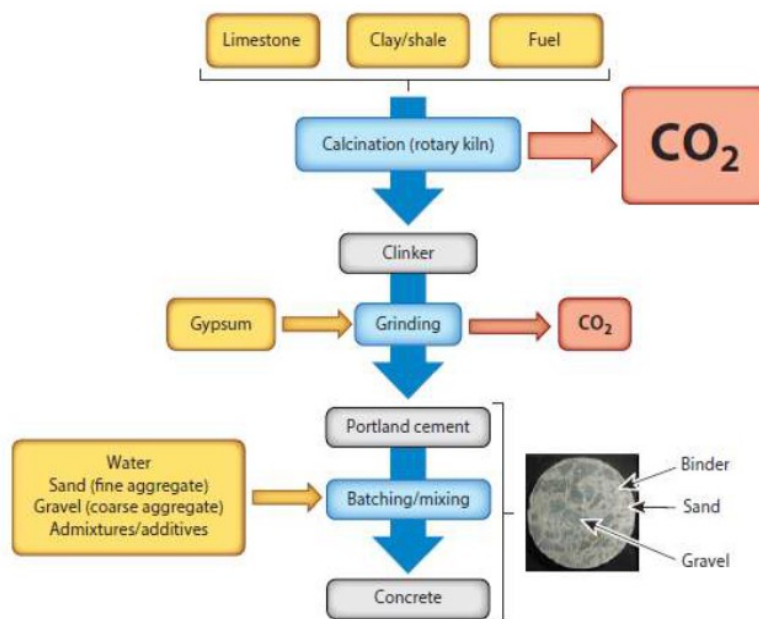 Limestone
Clay/shale
Fuel
Calcination (rotary kiln)
CO₂
Clinker
Gypsum
Grinding
CO₂
Portland cement
Water
Sand (fine aggregate)
Gravel (coarse aggregate)
Admixtures/additives
Batching/mixing
Binder
Sand
Gravel
Concrete